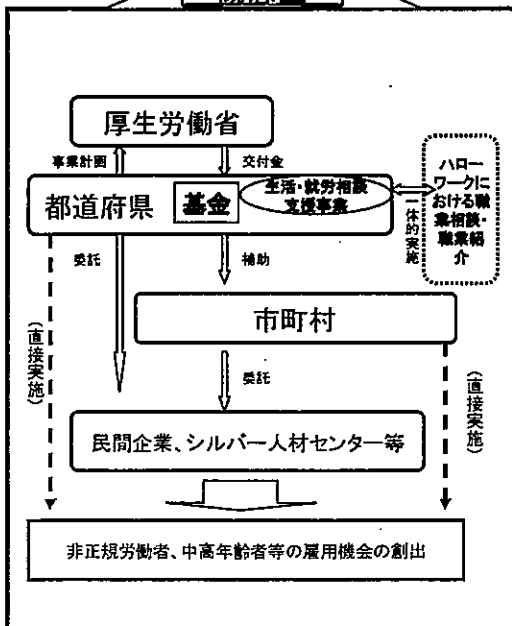 厚生労働省
事業計画
交付金
都道府県
基金
生活・就労相談
支援事業
一体的実施
ハロー
ワークに
おける職
業相談・
職業紹
介
委託
補助
市町村
(直接実施)
委託
(直接実施)
民間企業、シルバー人材センター等
非正規労働者、中高年齢者等の雇用機会の創出